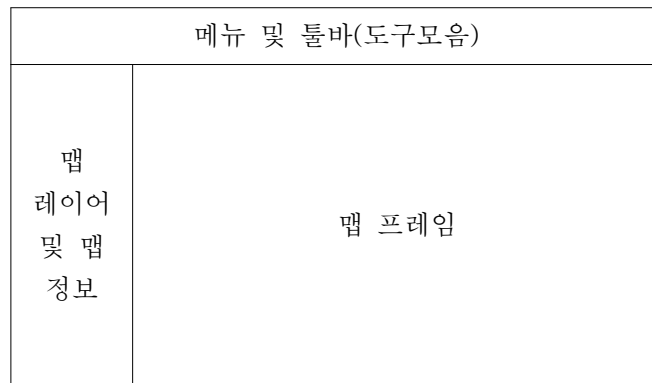 메뉴 및 툴바(도구모음)
맵
레이어
및 맵
정보
맵 프레임